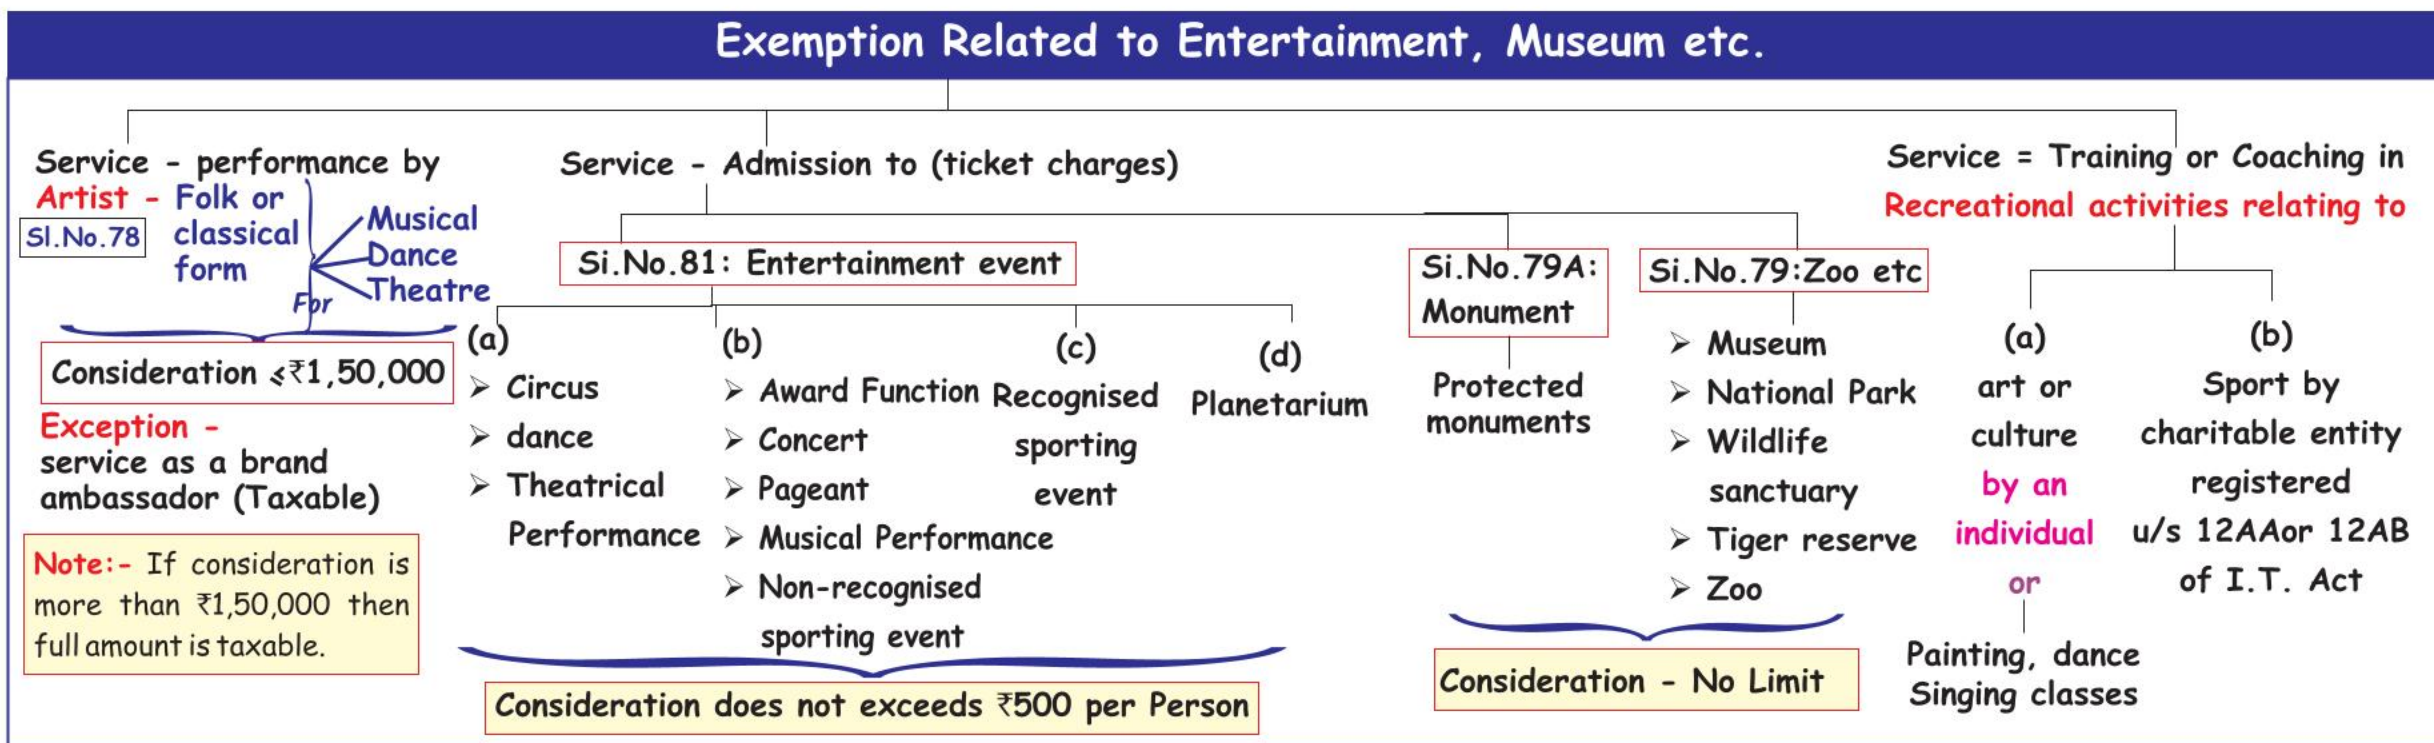 Exemption Related to Entertainment, Museum etc.
Service - performance by
Artist - Folk or
Sl.No.78
classical
form
For
Musical
Dance
Theatre
Consideration ⩽₹1,50,000
Exception -
service as a brand
ambassador (Taxable)
Note:- If consideration is
more than ₹1,50,000 then
full amount is taxable.
Service - Admission to (ticket charges)
Si.No.81: Entertainment event
(a)
➢ Circus
➢ dance
➢ Theatrical
Performance
(b)
➢ Award Function
➢ Concert
➢ Pageant
➢ Musical Performance
➢ Non-recognised
sporting event
(c)
Recognised
sporting
event
(d)
Planetarium
Consideration does not exceeds ₹500 per Person
Si.No.79A:
Monument
Protected
monuments
Si.No.79:Zoo etc
➢ Museum
➢ National Park
➢ Wildlife
sanctuary
➢ Tiger reserve
➢ Zoo
Consideration - No Limit
Service = Training or Coaching in
Recreational activities relating to
(a)
art or
culture
by an
individual
or
Painting, dance
Singing classes
(b)
Sport by
charitable entity
registered
u/s 12AAor 12AB
of I.T. Act